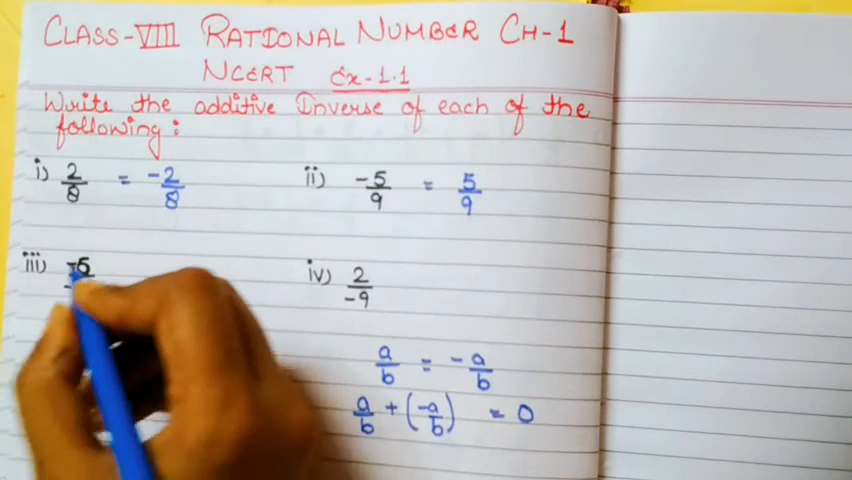 CLASS-VIII RATIONAL NUMBER CH-1
NCERT Ex-1.1
Write the additive Inverse of each of the
following:
i) 2/8 = -2/8 ii) -5/9 = 5/9
iii) iv) 2/-9
a/b = -a/b
a/b + (-a/b) = 0